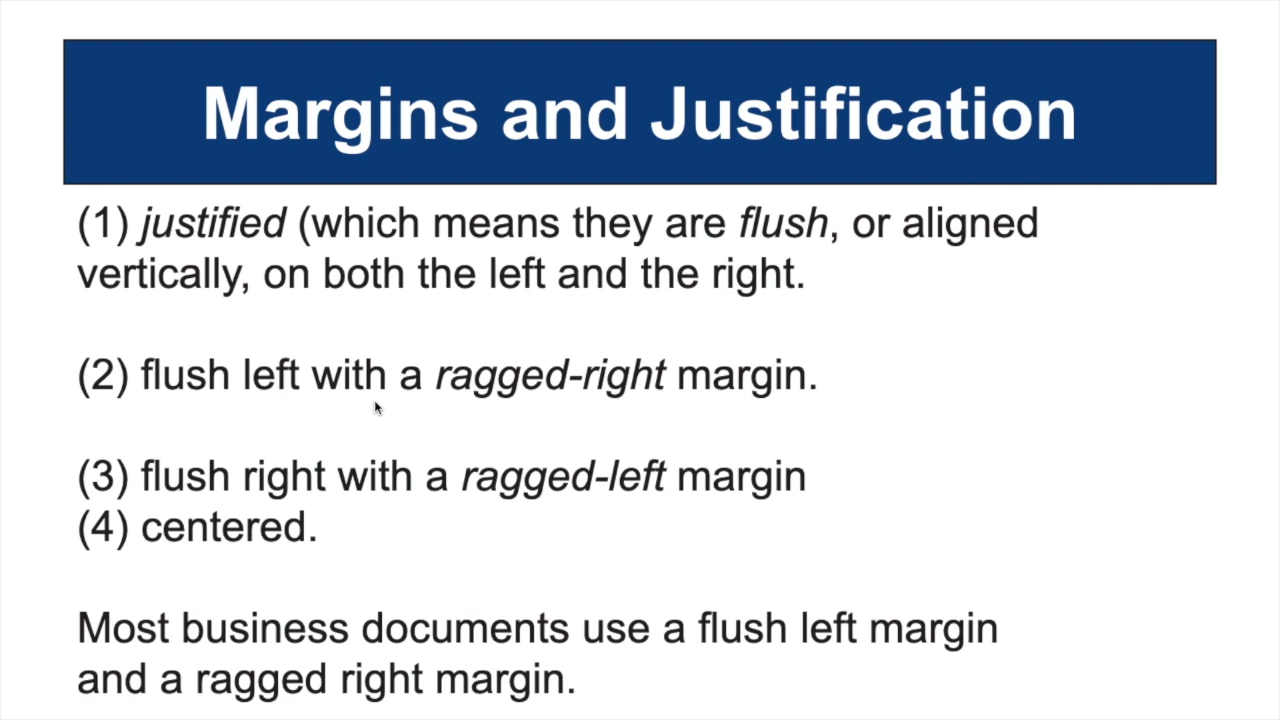 Margins and Justification
(1) justified (which means they are flush, or aligned
vertically, on both the left and the right.
(2) flush left with a ragged-right margin.
(3) flush right with a ragged-left margin
(4) centered.
Most business documents use a flush left margin
and a ragged right margin.